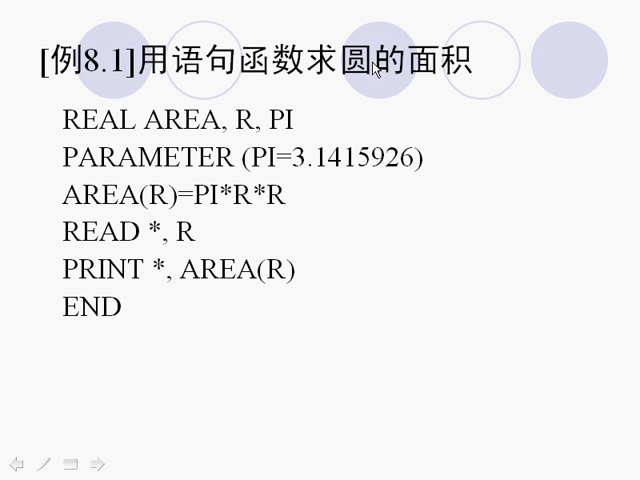 [例8.1]用语句函数求圆的面积
REAL AREA, R, PI
PARAMETER (PI=3.1415926)
AREA(R)=PI*R*R
READ *, R
PRINT *, AREA(R)
END